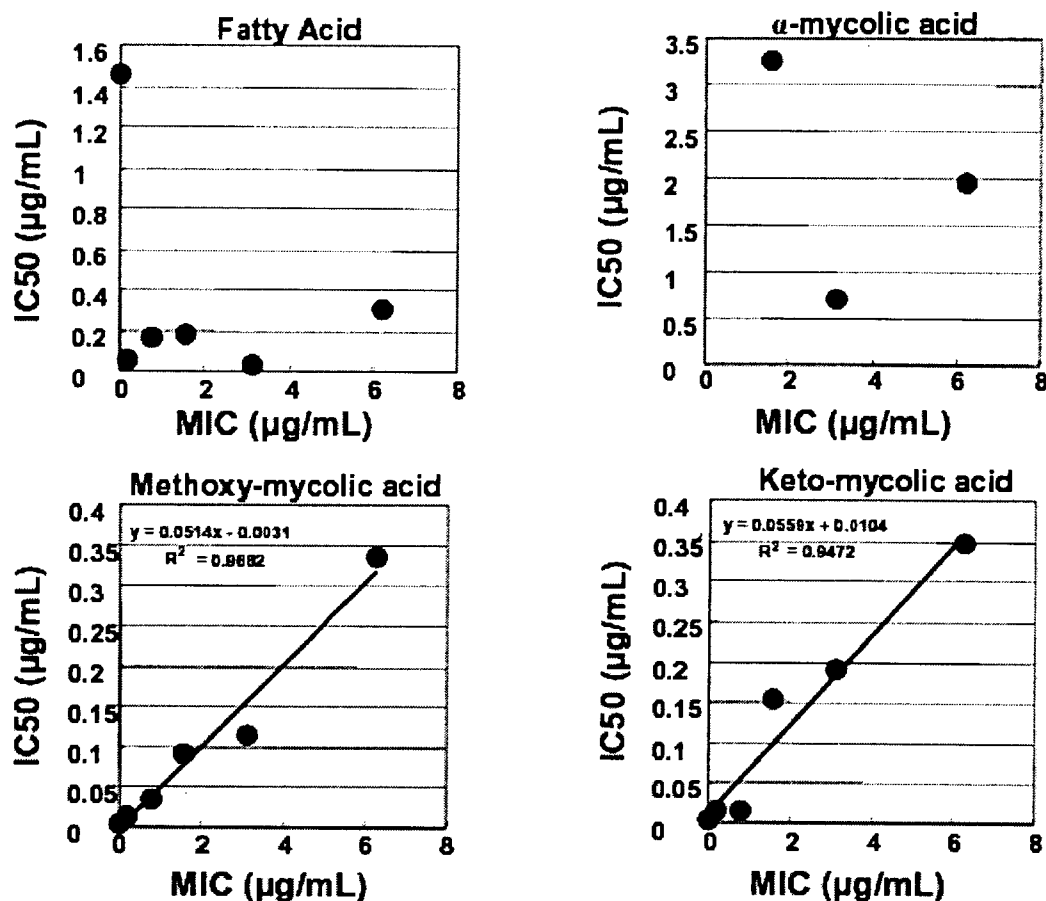 Fatty Acid
1.6
1.4
1.2
1
0.8
0.6
0.4
0.2
0
0 2 4 6 8
IC50 (µg/mL)
MIC (µg/mL)
α-mycolic acid
3.5
3
2.5
2
1.5
1
0.5
0
0 2 4 6 8
IC50 (µg/mL)
MIC (µg/mL)
Methoxy-mycolic acid
y = 0.0514x - 0.0031
R² = 0.9682
0.4
0.35
0.3
0.25
0.2
0.15
0.1
0.05
0
0 2 4 6 8
IC50 (µg/mL)
MIC (µg/mL)
Keto-mycolic acid
y = 0.0559x + 0.0104
R² = 0.9472
0.4
0.35
0.3
0.25
0.2
0.15
0.1
0.05
0
0 2 4 6 8
IC50 (µg/mL)
MIC (µg/mL)